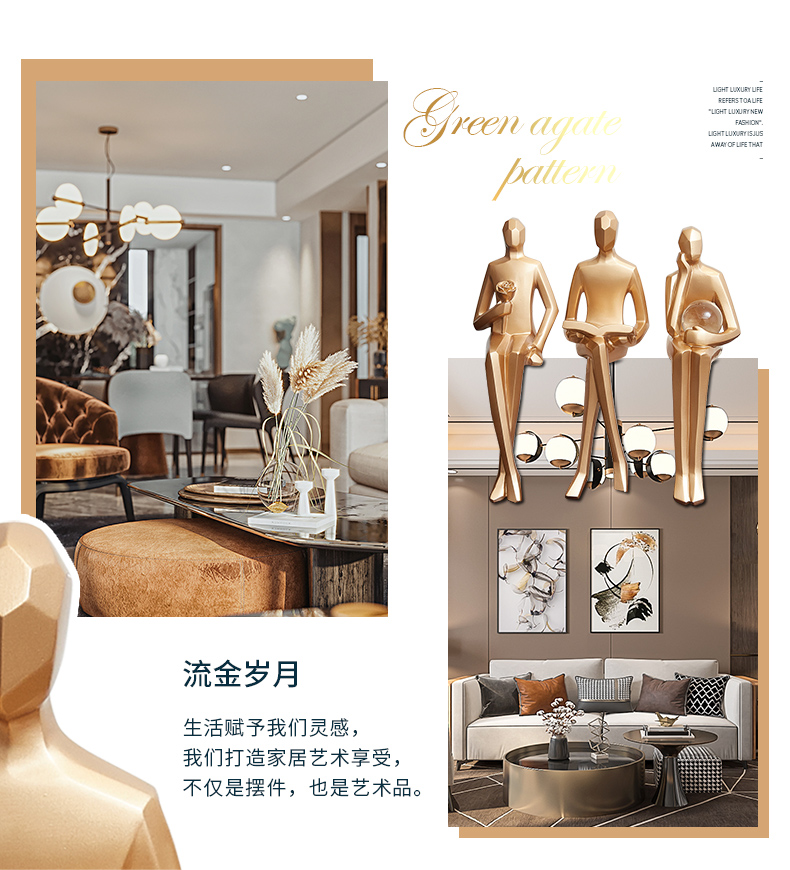 Green agate
pattern
–
LIGHT LUXURY LIFE
REFERS TOA LIFE
"LIGHT LUXURY NEW
FASHION".
LIGHT LUXURY ISJUS
AWAY OF LIFE THAT
–
流金岁月
生活赋予我们灵感，
我们打造家居艺术享受，
不仅是摆件，也是艺术品。